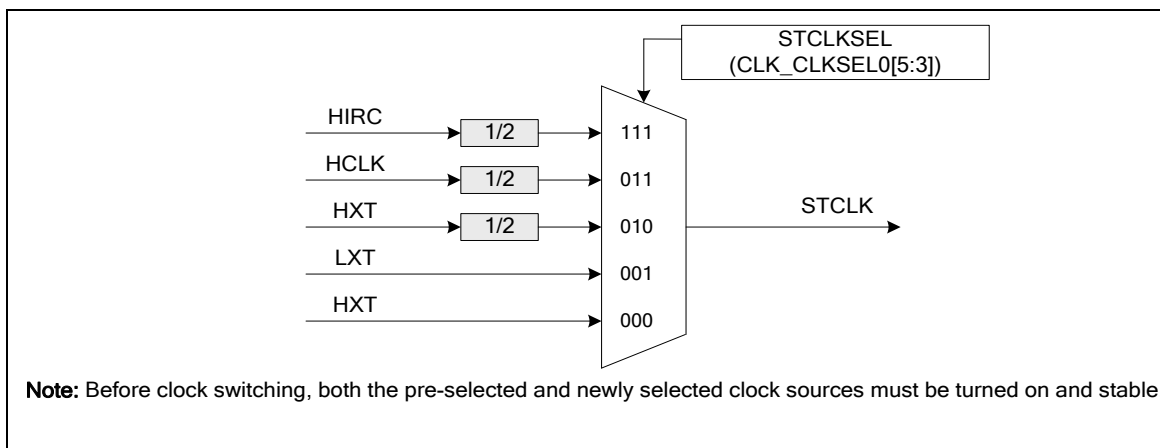 STCLKSEL
(CLK_CLKSEL0[5:3])
HIRC
1/2
111
HCLK
1/2
011
HXT
1/2
010
STCLK
LXT
001
HXT
000
Note: Before clock switching, both the pre-selected and newly selected clock sources must be turned on and stable